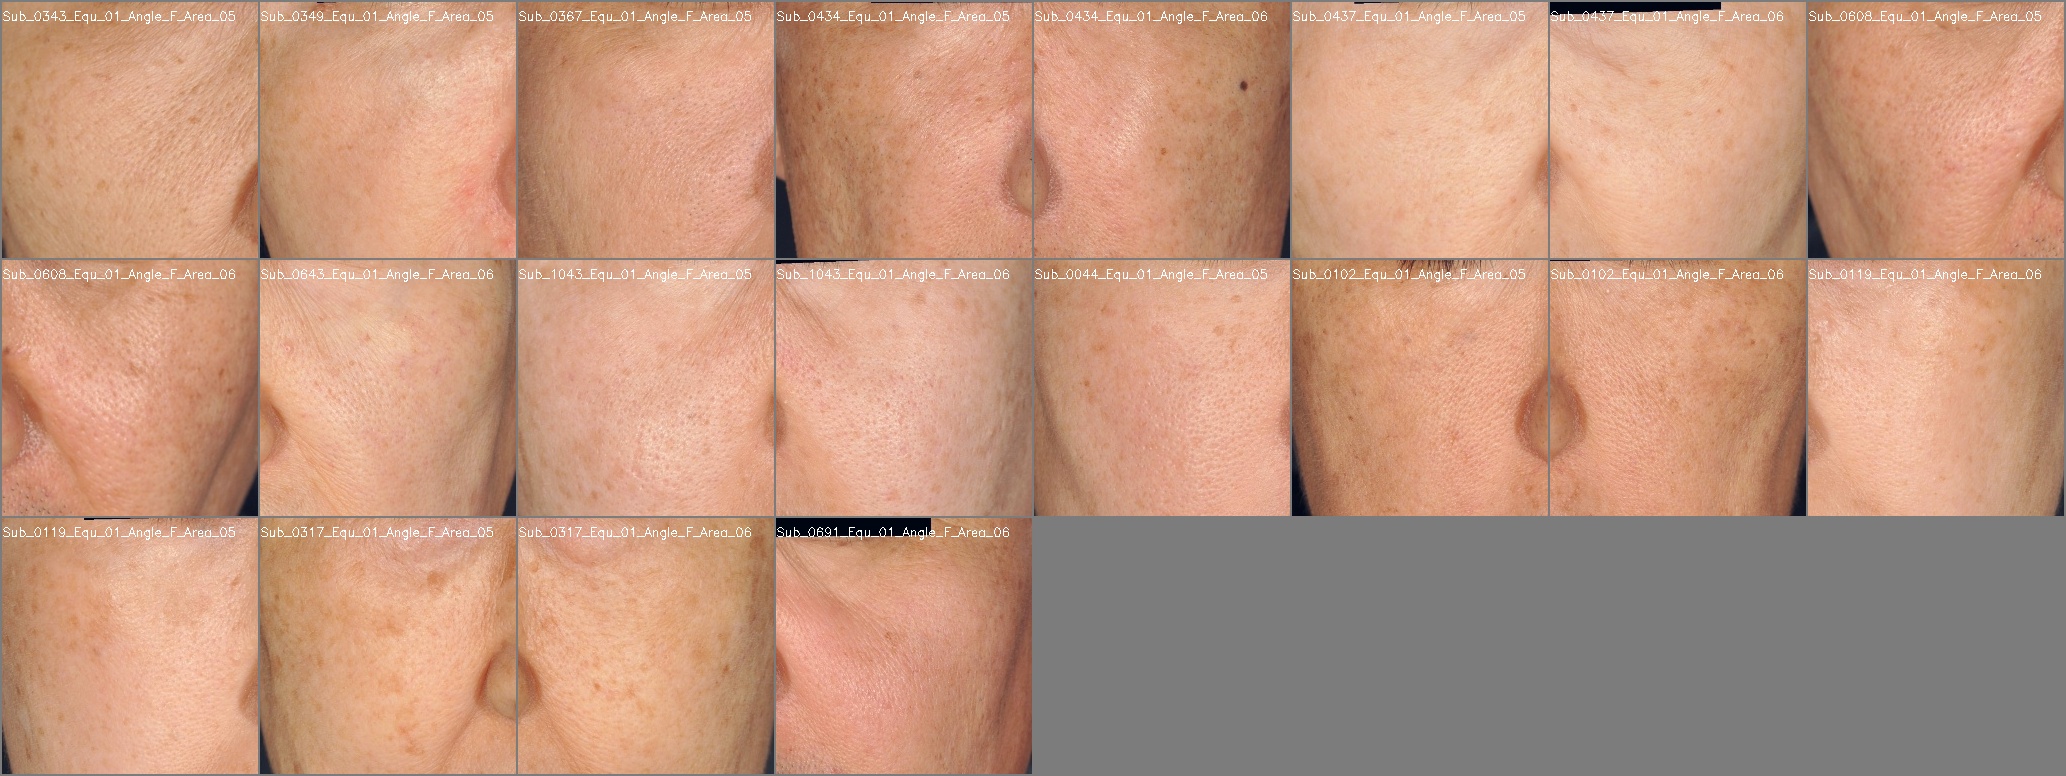 Sub_0343_Equ_01_Angle_F_Area_05
Sub_0349_Equ_01_Angle_F_Area_05
Sub_0367_Equ_01_Angle_F_Area_05
Sub_0434_Equ_01_Angle_F_Area_05
Sub_0434_Equ_01_Angle_F_Area_06
Sub_0437_Equ_01_Angle_F_Area_05
Sub_0437_Equ_01_Angle_F_Area_06
Sub_0608_Equ_01_Angle_F_Area_05
Sub_0608_Equ_01_Angle_F_Area_06
Sub_0643_Equ_01_Angle_F_Area_06
Sub_1043_Equ_01_Angle_F_Area_05
Sub_1043_Equ_01_Angle_F_Area_06
Sub_0044_Equ_01_Angle_F_Area_05
Sub_0102_Equ_01_Angle_F_Area_05
Sub_0102_Equ_01_Angle_F_Area_06
Sub_0119_Equ_01_Angle_F_Area_06
Sub_0119_Equ_01_Angle_F_Area_05
Sub_0317_Equ_01_Angle_F_Area_05
Sub_0317_Equ_01_Angle_F_Area_06
Sub_0691_Equ_01_Angle_F_Area_06